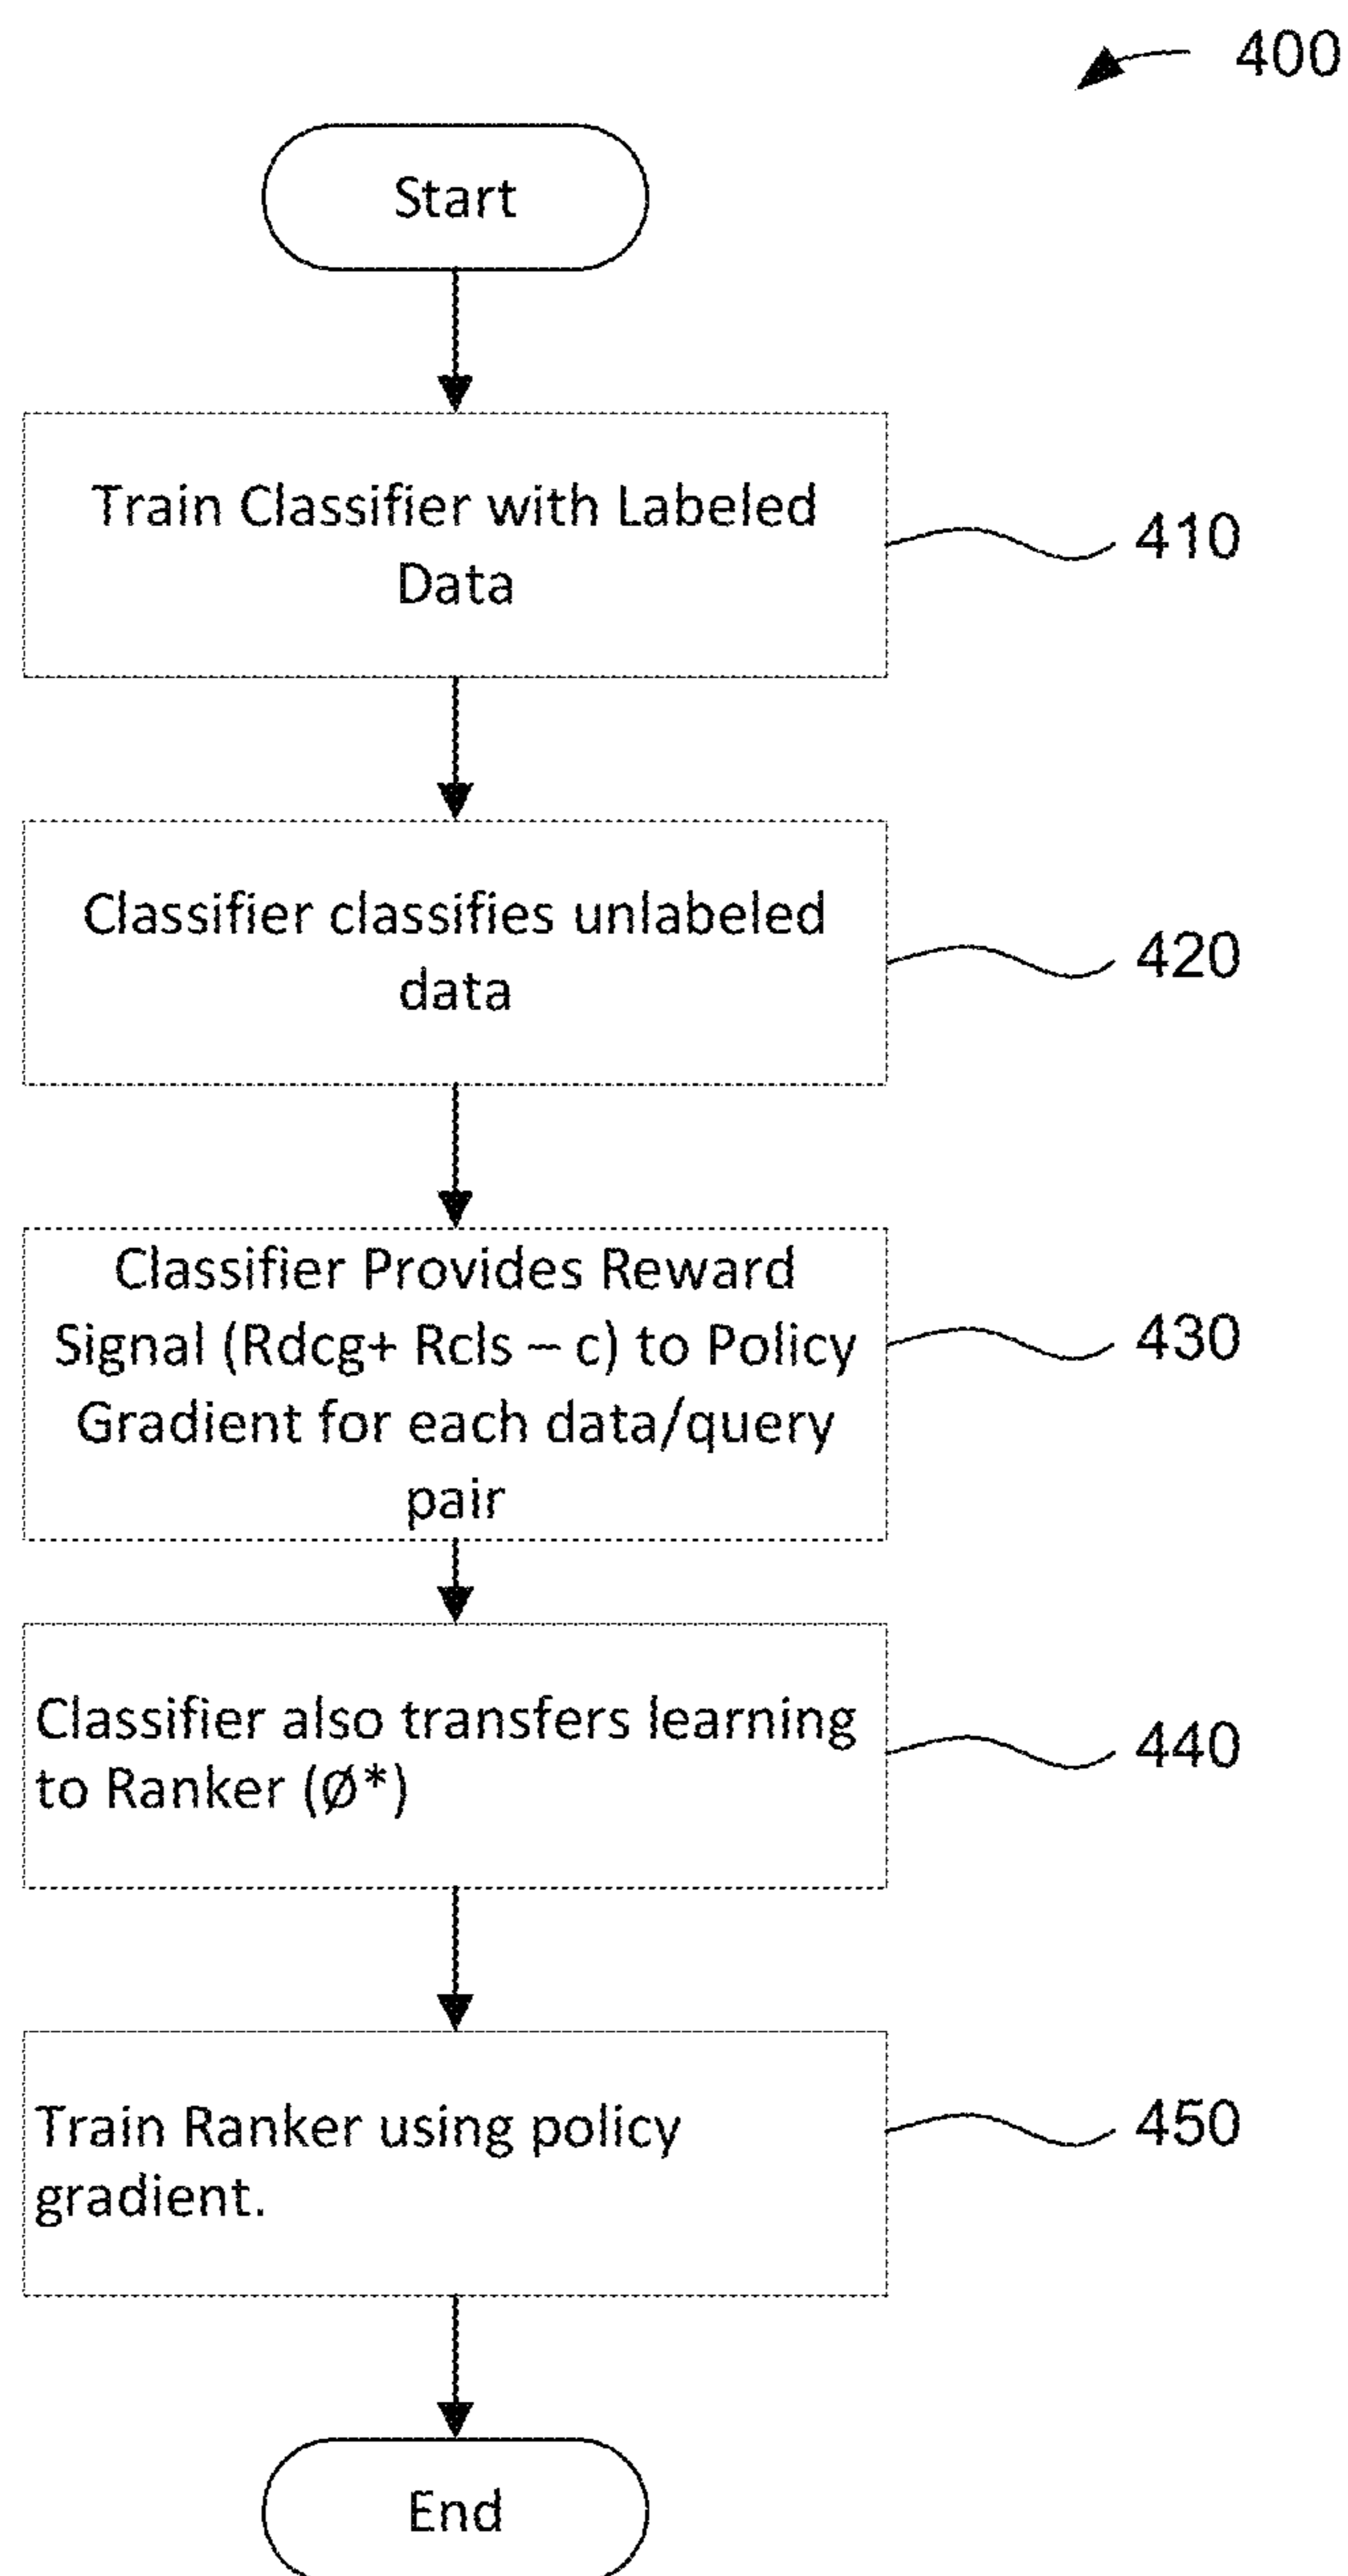 400
Start
Train Classifier with Labeled
Data
410
Classifier classifies unlabeled
data
420
Classifier Provides Reward
Signal (Rdcg+ Rcls – c) to Policy
Gradient for each data/query
pair
430
Classifier also transfers learning
to Ranker (Ø*)
440
Train Ranker using policy
gradient.
450
End